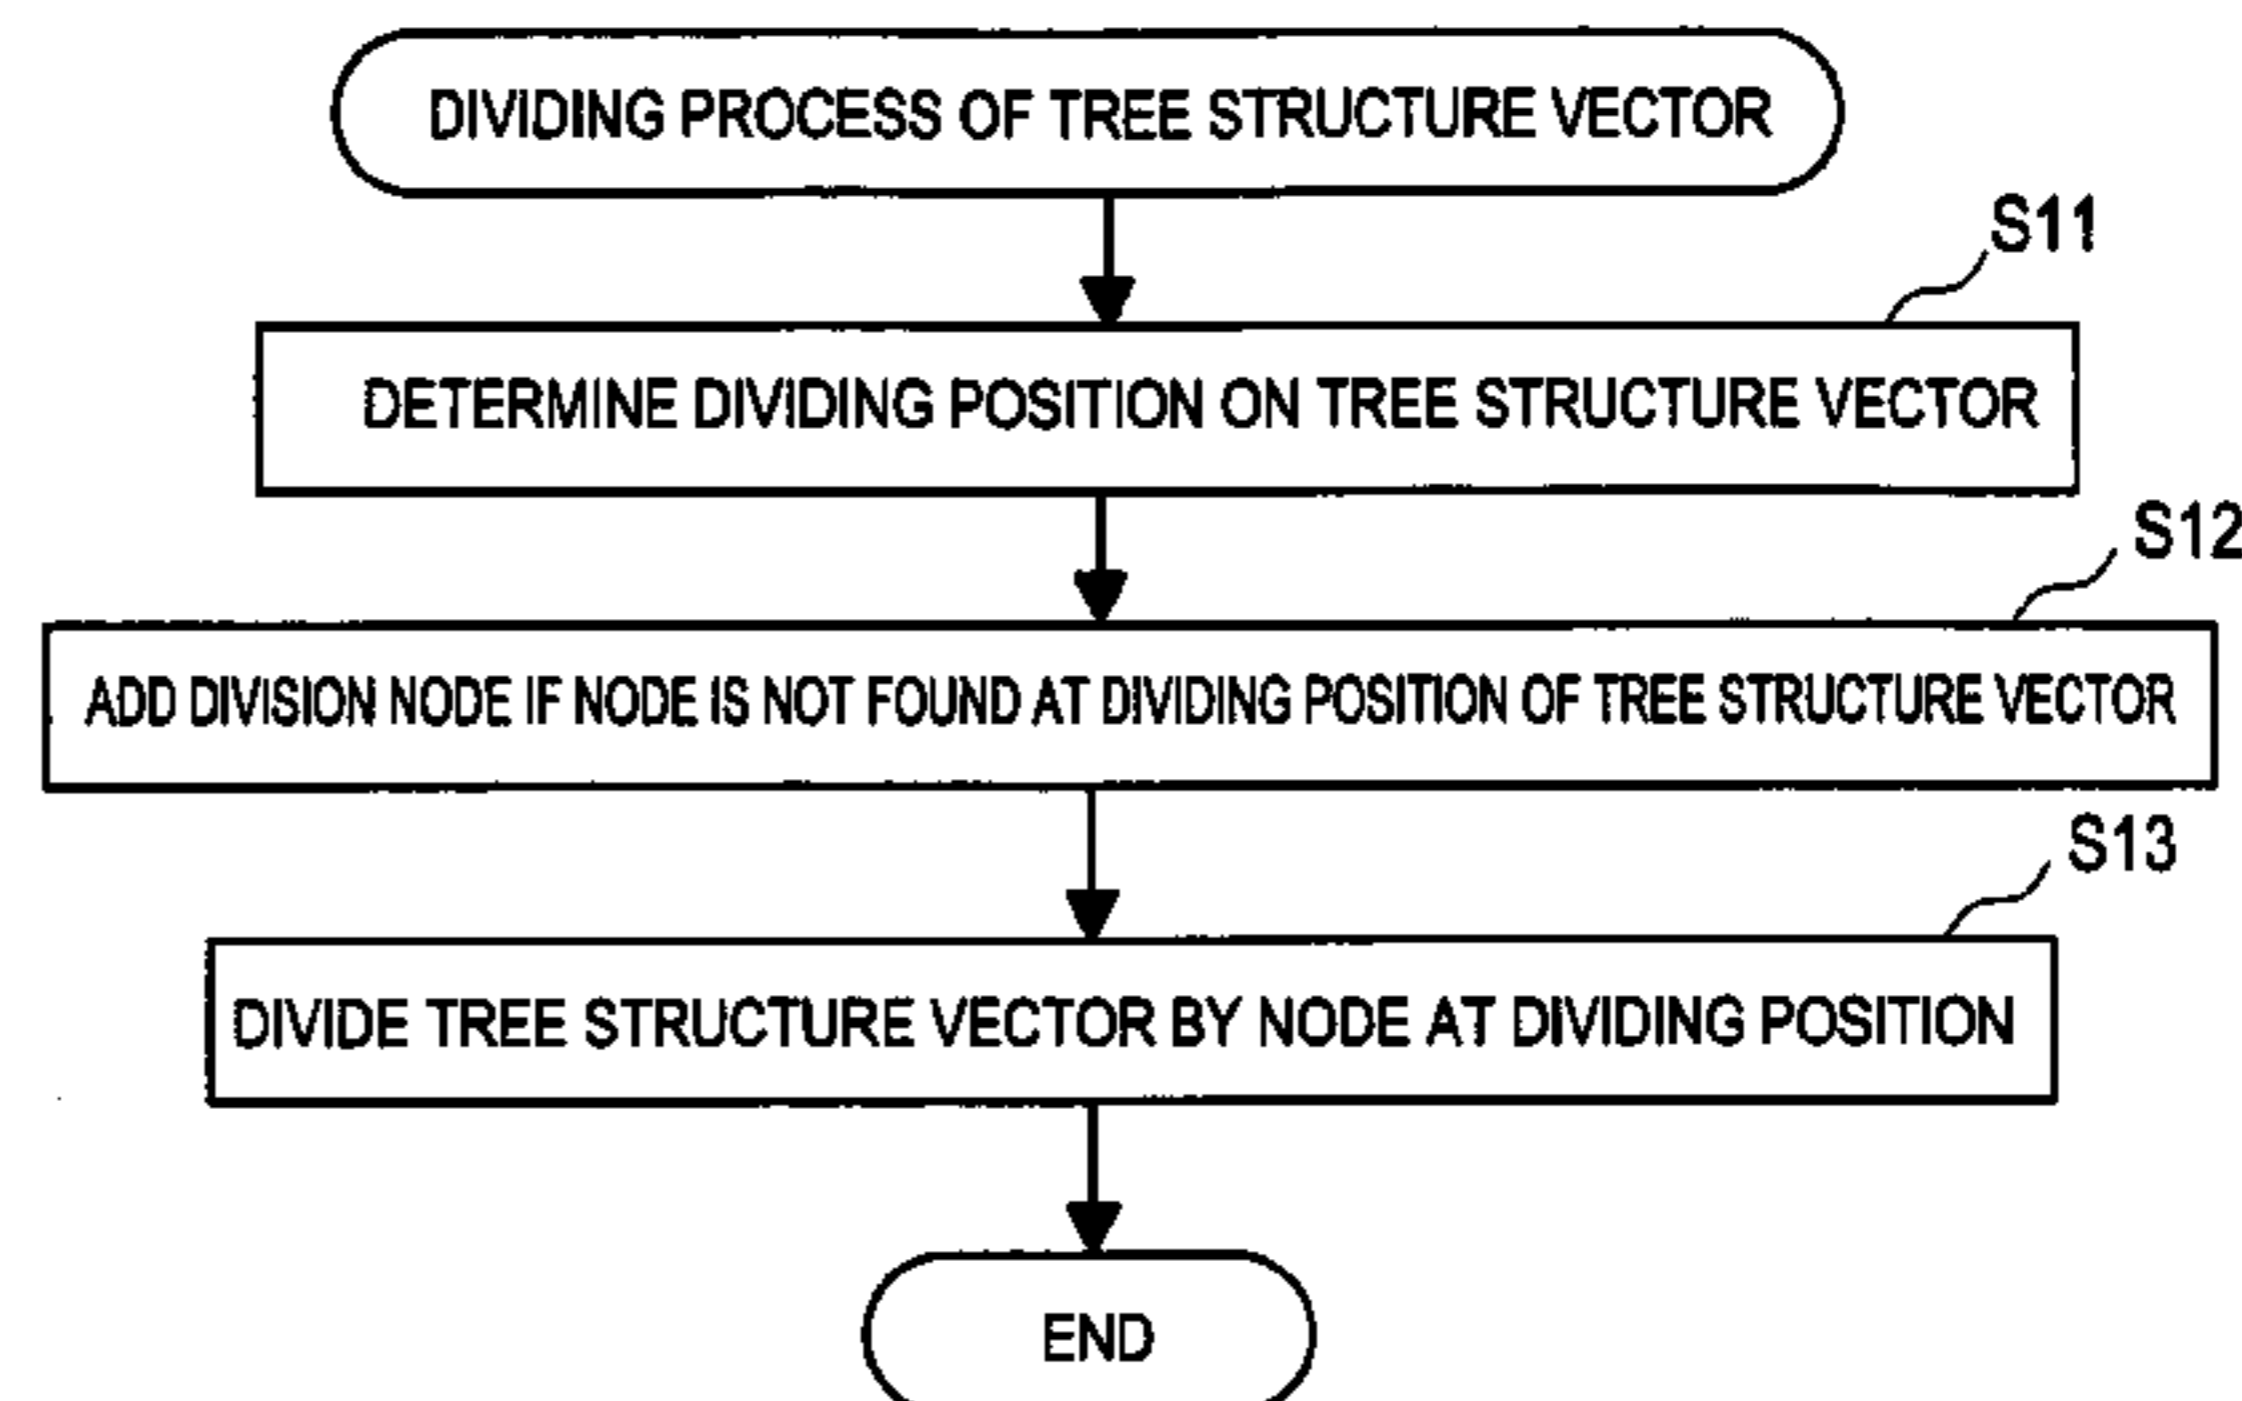 DIVIDING PROCESS OF TREE STRUCTURE VECTOR
S11
DETERMINE DIVIDING POSITION ON TREE STRUCTURE VECTOR
S12
ADD DIVISION NODE IF NODE IS NOT FOUND AT DIVIDING POSITION OF TREE STRUCTURE VECTOR
S13
DIVIDE TREE STRUCTURE VECTOR BY NODE AT DIVIDING POSITION
END